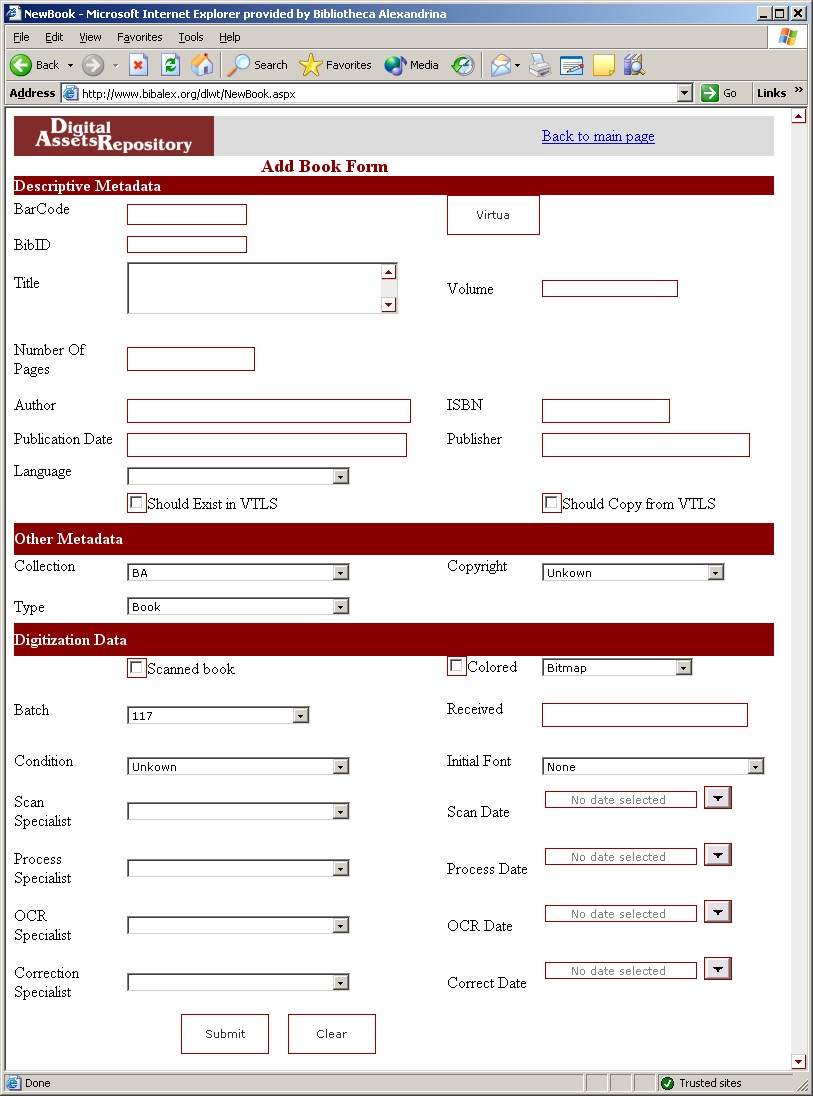 NewBook - Microsoft Internet Explorer provided by Bibliotheca Alexandrina
File Edit View Favorites Tools Help
Back Search Favorites Media
Address http://www.bibalex.org/dlwt/NewBook.aspx Go Links »
Digital
AssetsRepository
Back to main page
Add Book Form
Descriptive Metadata
BarCode Virtua
BibID
Title Volume
Number Of
Pages
Author ISBN
Publication Date Publisher
Language
Should Exist in VTLS Should Copy from VTLS
Other Metadata
Collection BA Copyright Unkown
Type Book
Digitization Data
Scanned book Colored Bitmap
Batch 117 Received
Condition Unkown Initial Font None
Scan
Specialist Scan Date No date selected
Process
Specialist Process Date No date selected
OCR
Specialist OCR Date No date selected
Correction
Specialist Correct Date No date selected
Submit Clear
Done Trusted sites